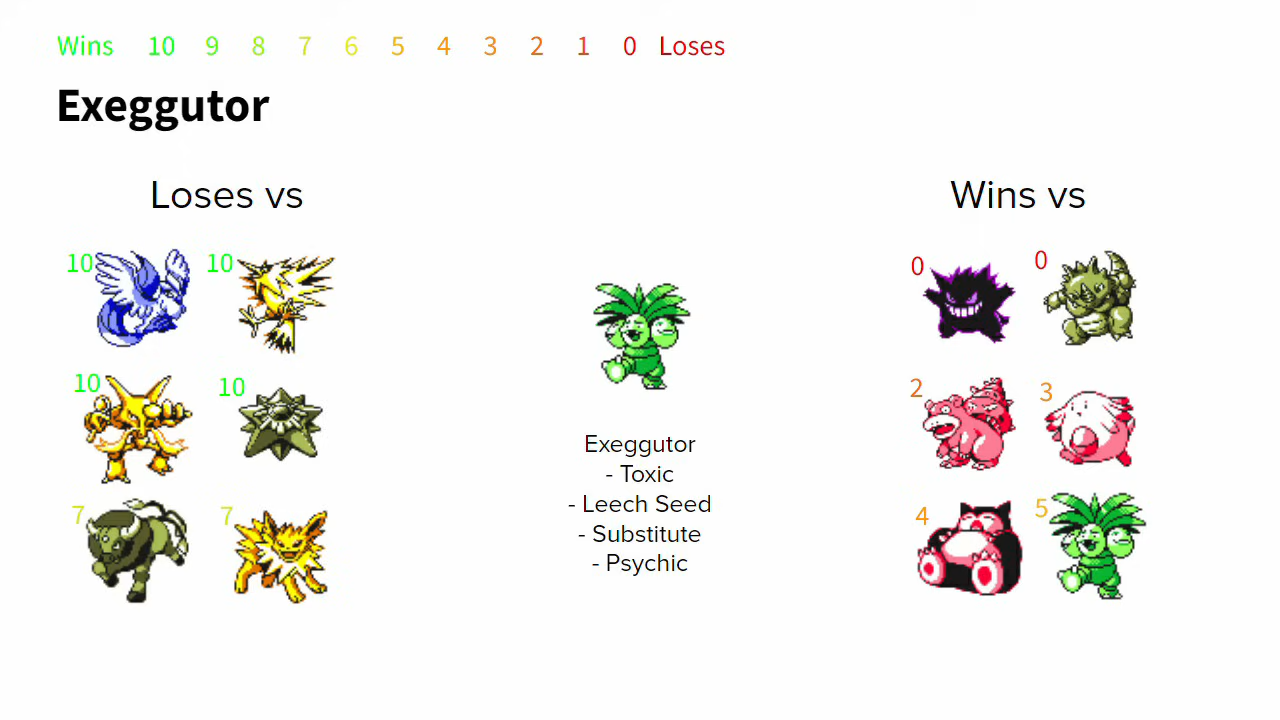 Wins 10 9 8 7 6 5 4 3 2 1 0 Loses
Exeggutor
Loses vs
Wins vs
10 10
0 0
10 10
2 3
7 7
4 5
Exeggutor
- Toxic
- Leech Seed
- Substitute
- Psychic